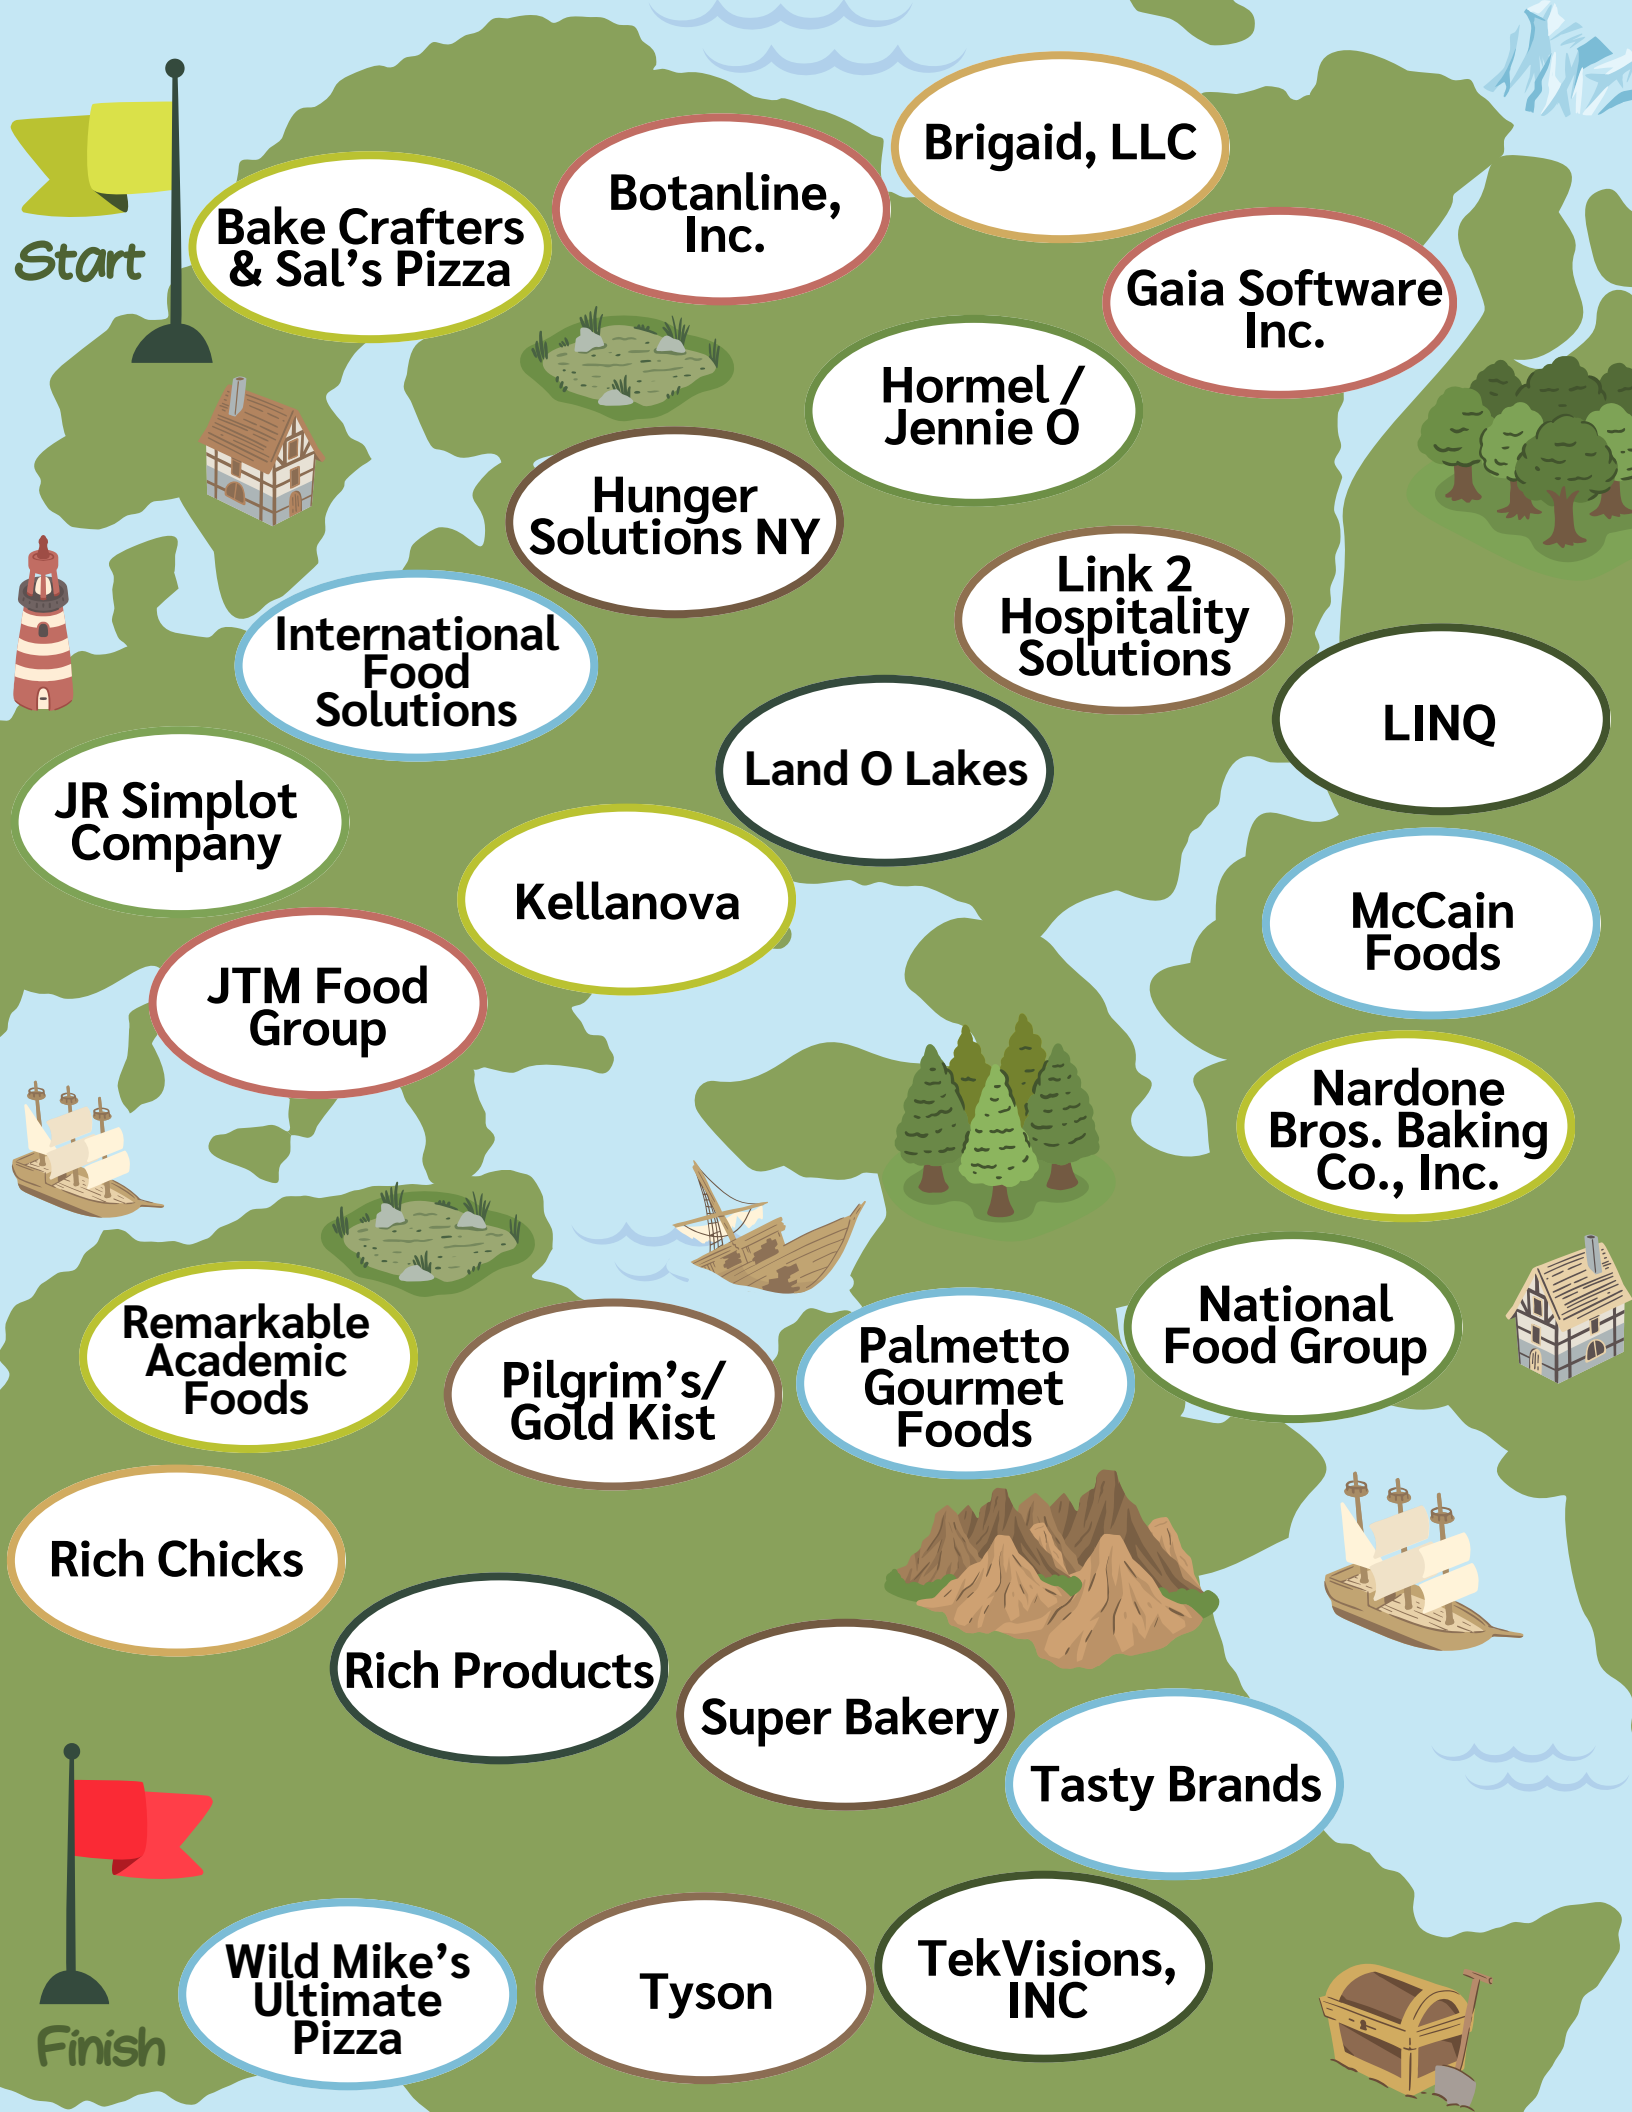 Start
Bake Crafters
& Sal's Pizza
Botanline,
Inc.
Brigaid, LLC
Gaia Software
Inc.
Hormel /
Jennie O
Hunger
Solutions NY
International
Food
Solutions
JR Simplot
Company
JTM Food
Group
Kellanova
Land O Lakes
Link 2
Hospitality
Solutions
LINQ
McCain
Foods
Nardone
Bros. Baking
Co., Inc.
National
Food Group
Palmetto
Gourmet
Foods
Pilgrim's/
Gold Kist
Remarkable
Academic
Foods
Rich Chicks
Rich Products
Super Bakery
Tasty Brands
TekVisions,
INC
Tyson
Wild Mike's
Ultimate
Pizza
Finish